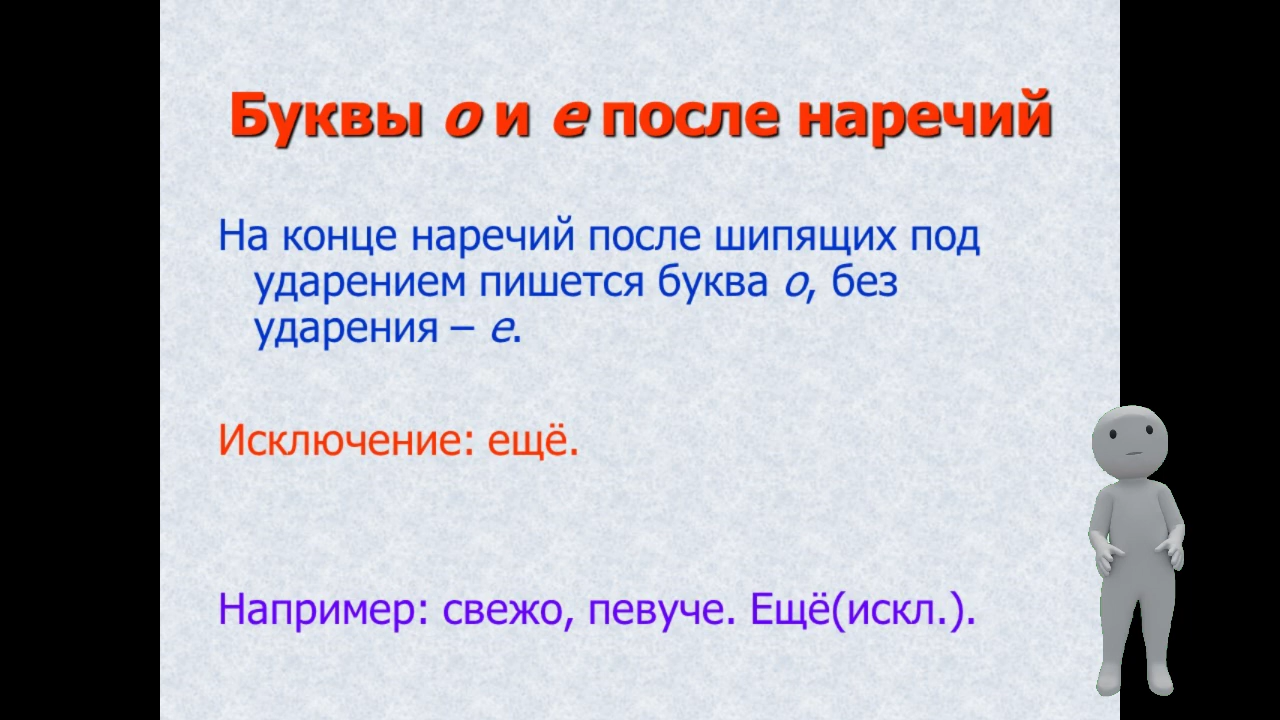 Буквы о и е после наречий
На конце наречий после шипящих под
ударением пишется буква о, без
ударения – е.
Исключение: ещё.
Например: свежо, певуче. Ещё(искл.).